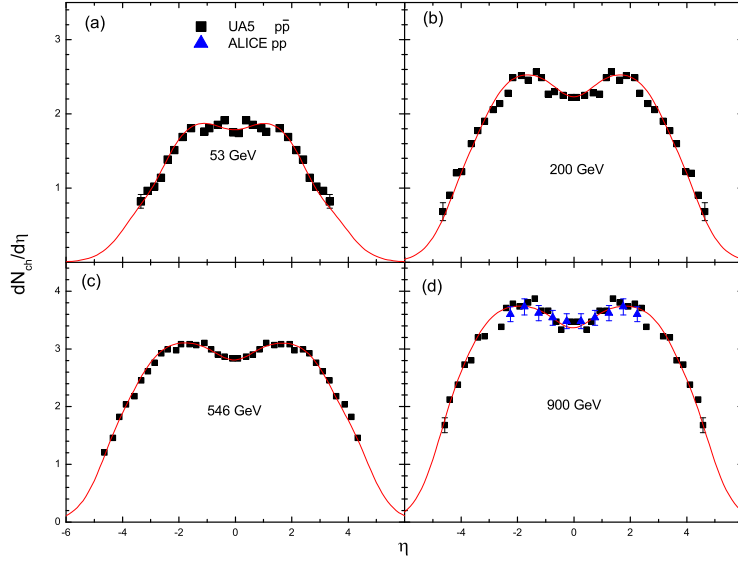 (a)
UA5 pp̄
ALICE pp
53 GeV
(b)
200 GeV
3
2
1
0
dN_ch/dη
(c)
546 GeV
(d)
900 GeV
4
3
2
1
0
-6 -4 -2 0 2 4 -4 -2 0 2 4
η